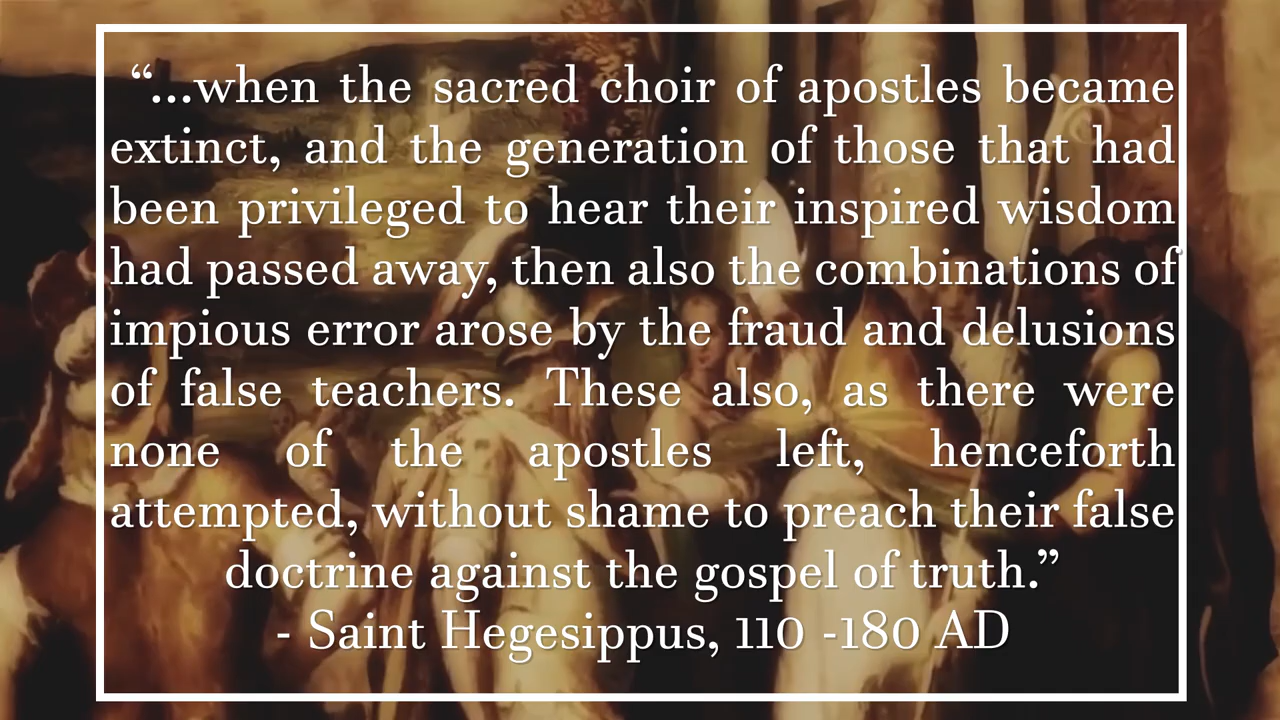 “...when the sacred choir of apostles became
extinct, and the generation of those that had
been privileged to hear their inspired wisdom
had passed away, then also the combinations of
impious error arose by the fraud and delusions
of false teachers. These also, as there were
none of the apostles left, henceforth
attempted, without shame to preach their false
doctrine against the gospel of truth.”
- Saint Hegesippus, 110 -180 AD